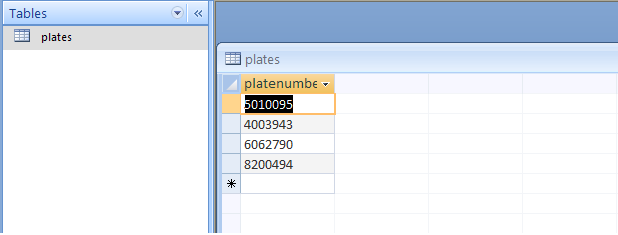 Tables
plates
plates
platenumbe
5010095
4003943
6062790
8200494